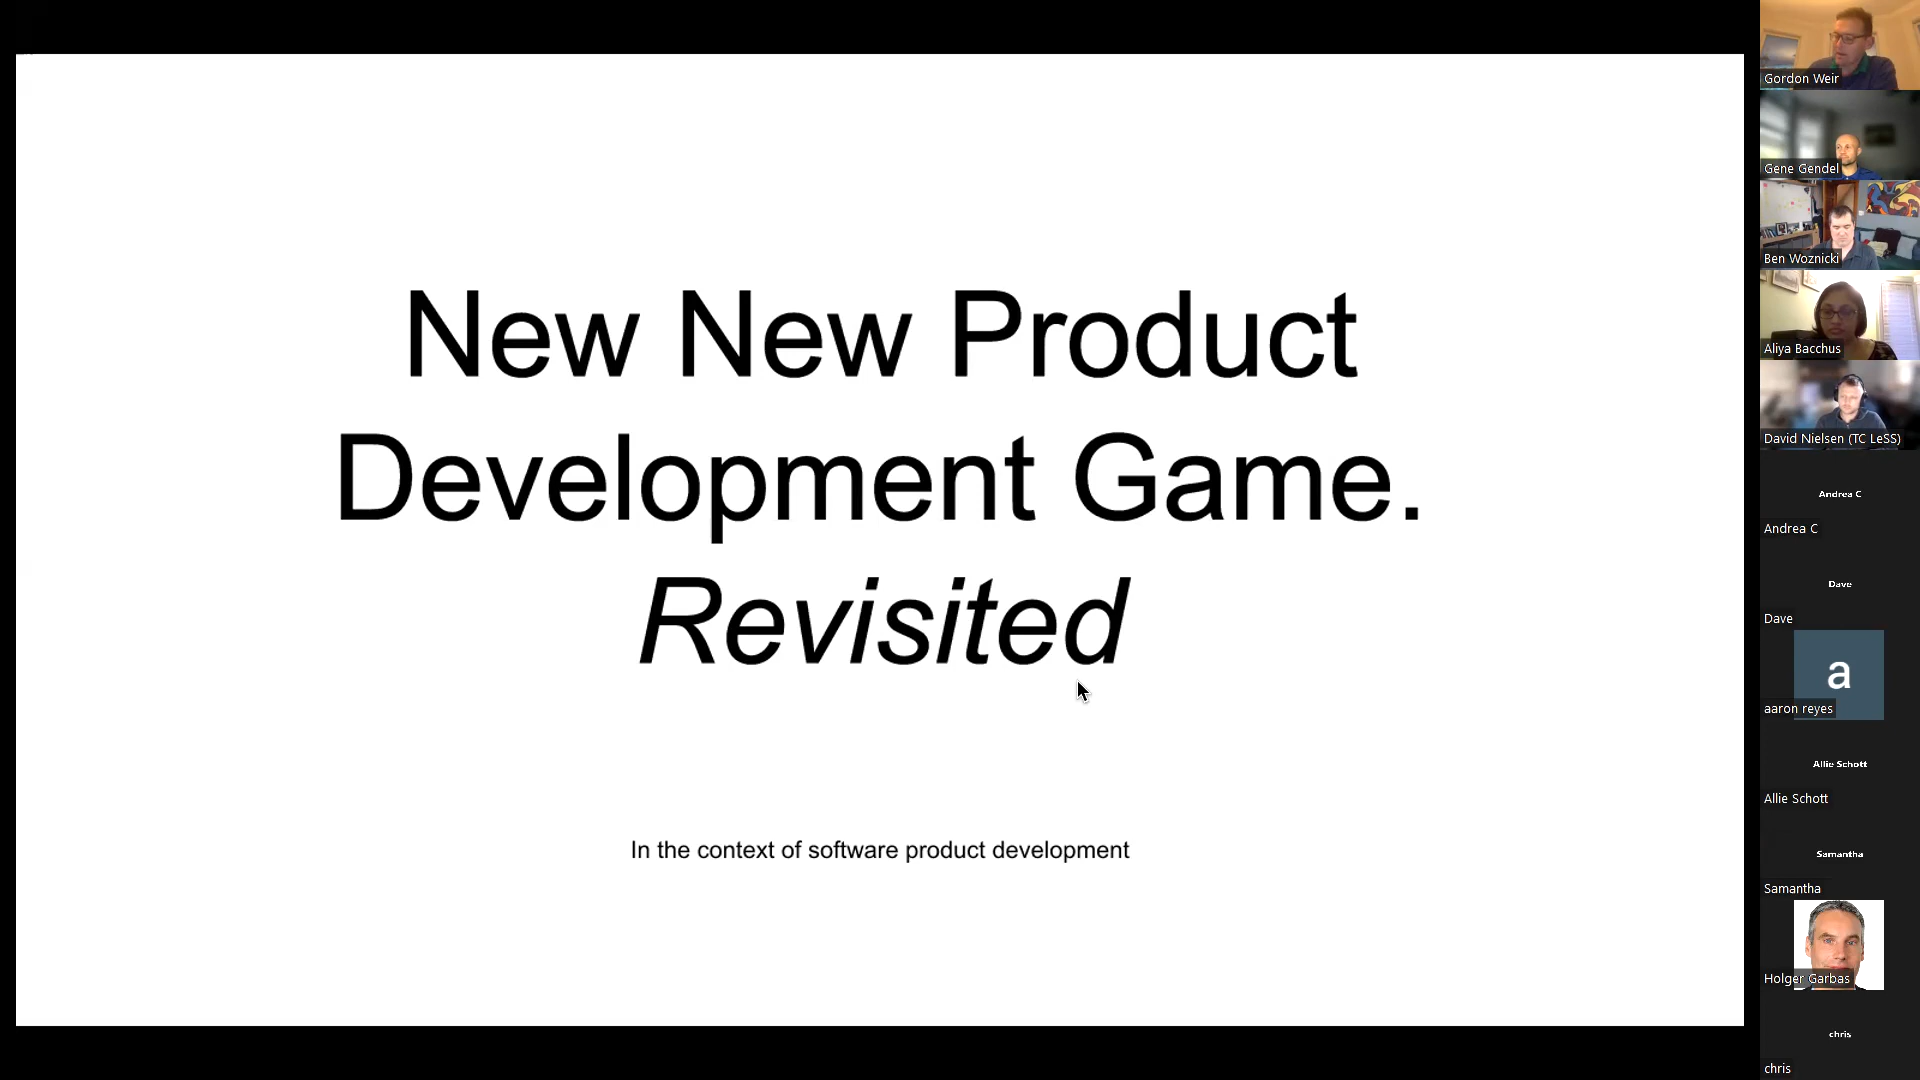 New New Product
Development Game.
Revisited
In the context of software product development
Gordon Weir
Gene Gendel
Ben Woznicki
Aliya Bacchus
David Nielsen (TC LeSS)
Andrea C
Andrea C
Dave
Dave
a
aaron reyes
Allie Schott
Allie Schott
Samantha
Samantha
Holger Garbas
chris
chris